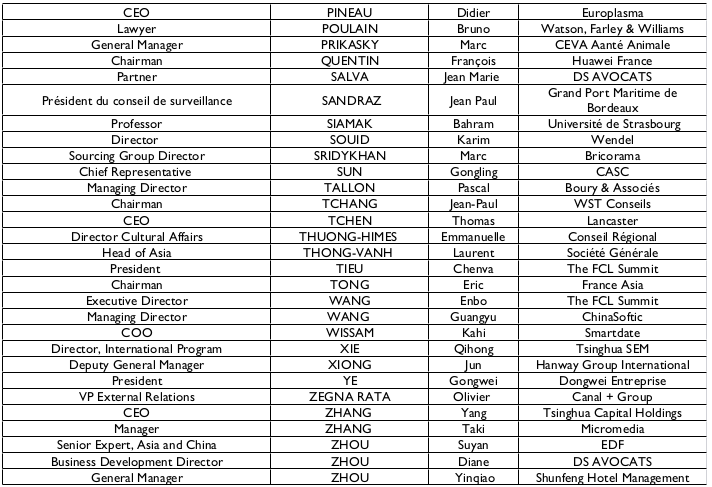 CEO PINEAU Didier Europlasma
Lawyer POULAIN Bruno Watson, Farley & Williams
General Manager PRIKASKY Marc CEVA Aanté Animale
Chairman QUENTIN François Huawei France
Partner SALVA Jean Marie DS AVOCATS
Président du conseil de surveillance SANDRAZ Jean Paul Grand Port Maritime de
Bordeaux
Professor SIAMAK Bahram Université de Strasbourg
Director SOUID Karim Wendel
Sourcing Group Director SRIDYKHAN Marc Bricorama
Chief Representative SUN Gongling CASC
Managing Director TALLON Pascal Boury & Associés
Chairman TCHANG Jean-Paul WST Conseils
CEO TCHEN Thomas Lancaster
Director Cultural Affairs THUONG-HIMES Emmanuelle Conseil Régional
Head of Asia THONG-VANH Laurent Société Générale
President TIEU Chenva The FCL Summit
Chairman TONG Eric France Asia
Executive Director WANG Enbo The FCL Summit
Managing Director WANG Guangyu ChinaSoftic
COO WISSAM Kahi Smartdate
Director, International Program XIE Qihong Tsinghua SEM
Deputy General Manager XIONG Jun Hanway Group International
President YE Gongwei Dongwei Entreprise
VP External Relations ZEGNA RATA Olivier Canal + Group
CEO ZHANG Yang Tsinghua Capital Holdings
Manager ZHANG Taki Micromedia
Senior Expert, Asia and China ZHOU Suyan EDF
Business Development Director ZHOU Diane DS AVOCATS
General Manager ZHOU Yinqiao Shunfeng Hotel Management